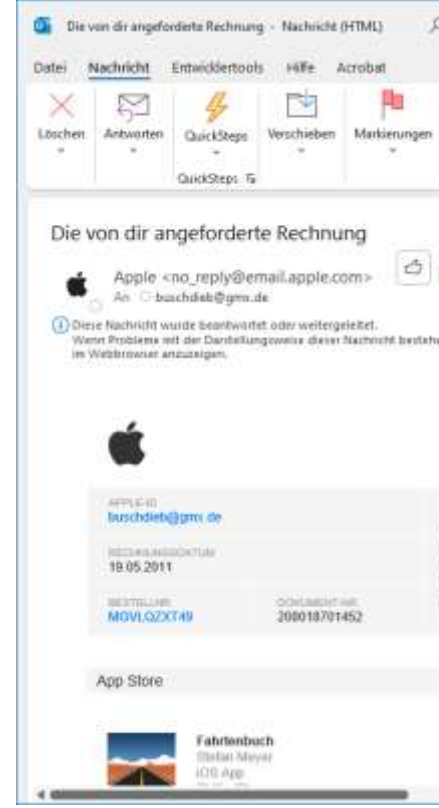 Die von dir angeforderte Rechnung - Nachricht (HTML)
Datei Nachricht Entwicklertools Hilfe Acrobat
Löschen Antworten QuickSteps Verschieben Markierungen
QuickSteps
Die von dir angeforderte Rechnung
Apple <no_reply@email.apple.com>
An buschdieb@gmx.de
Diese Nachricht wurde beantwortet oder weitergeleitet.
Wenn Probleme mit der Darstellungsweise dieser Nachricht bestehe
im Webbrowser anzuzeigen.
APPLE-ID
buschdieb@gmx.de
RECHNUNGSDATUM
19.05.2011
BESTELLNR. DOKUMENT-NR.
MGVLQZXT49 208018701452
App Store
Fahrtenbuch
Stefan Meyer
iOS App